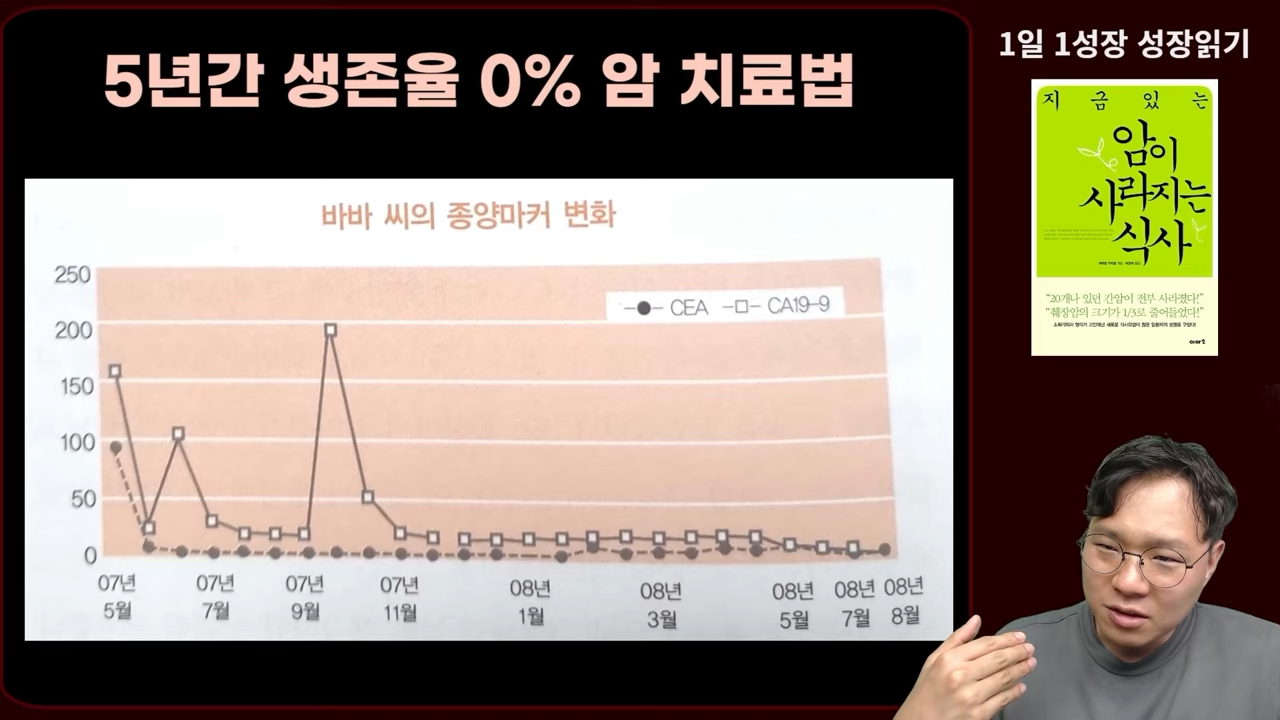 5년간 생존율 0% 암 치료법
1일 1성장 성장읽기
바바 씨의 종양마커 변화
CEA
CA19-9
250
200
150
100
50
0
07년 5월
07년 7월
07년 9월
07년 11월
08년 1월
08년 3월
08년 5월
08년 7월
08년 8월
지금있는
암이
사라지는
식사
“20개나 있던 간암이 전부 사라졌다!”
“췌장암의 크기가 1/3로 줄어들었다!”